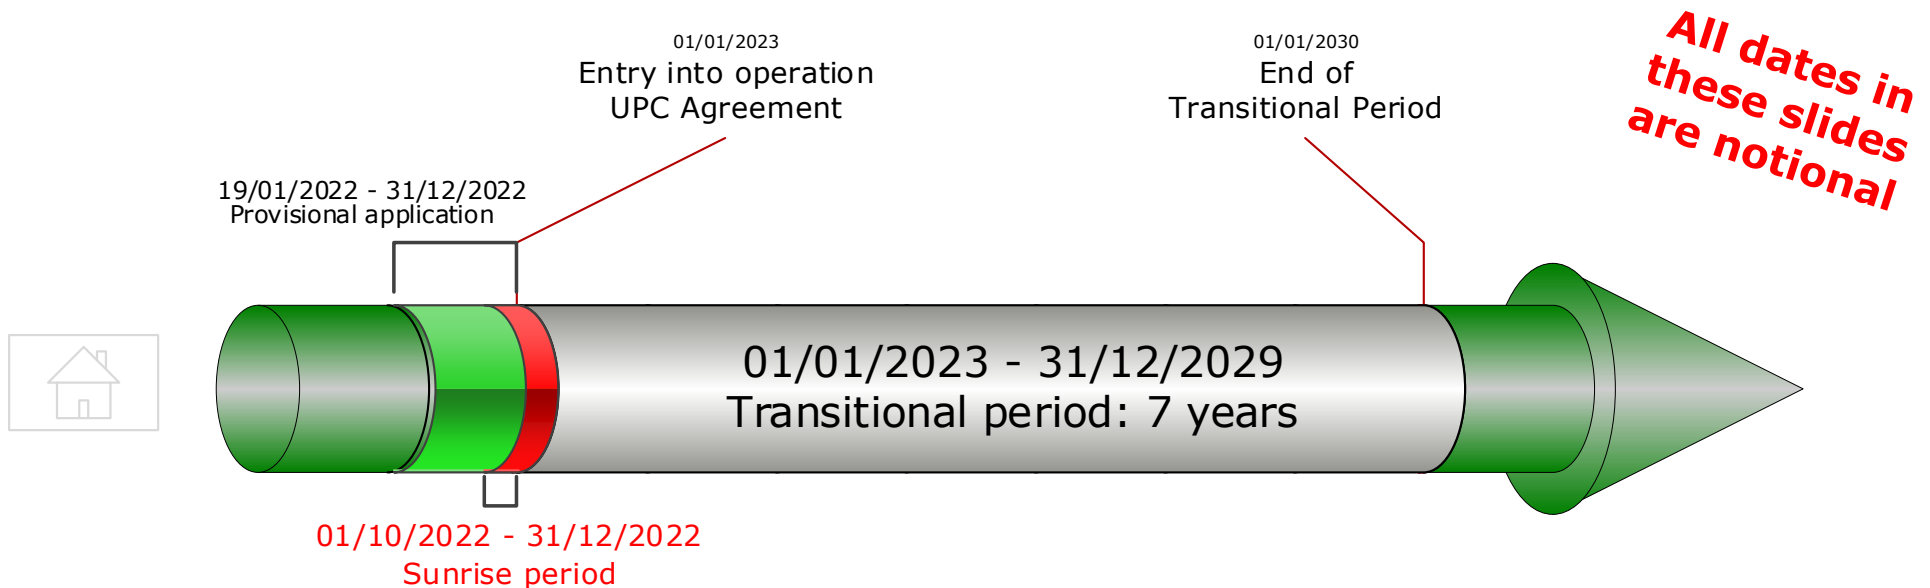 01/01/2023
Entry into operation
UPC Agreement
01/01/2030
End of
Transitional Period
All dates in
these slides
are notional
19/01/2022 - 31/12/2022
Provisional application
01/01/2023 - 31/12/2029
Transitional period: 7 years
01/10/2022 - 31/12/2022
Sunrise period